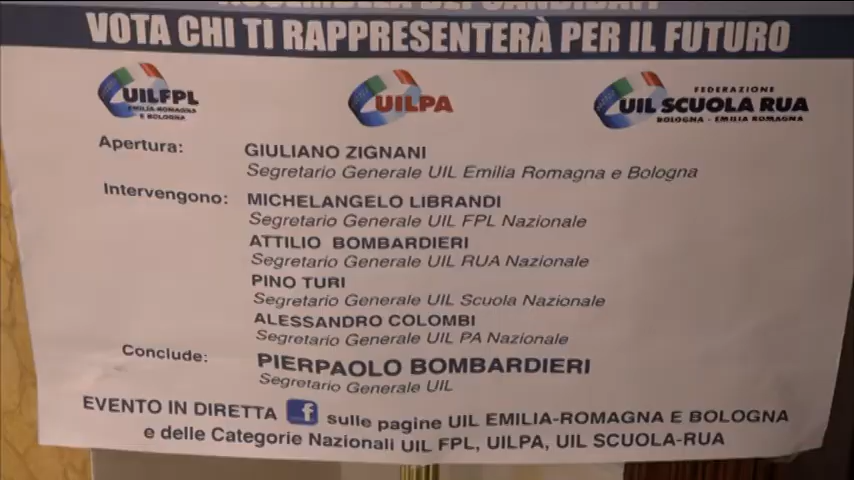 ASSEMBLEA DEI CANDIDATI
VOTA CHI TI RAPPRESENTERÀ PER IL FUTURO
UILFPL
EMILIA-ROMAGNA
E BOLOGNA
UILPA
FEDERAZIONE
UIL SCUOLA RUA
BOLOGNA - EMILIA ROMAGNA
Apertura: GIULIANO ZIGNANI
Segretario Generale UIL Emilia Romagna e Bologna
Intervengono: MICHELANGELO LIBRANDI
Segretario Generale UIL FPL Nazionale
ATTILIO BOMBARDIERI
Segretario Generale UIL RUA Nazionale
PINO TURI
Segretario Generale UIL Scuola Nazionale
ALESSANDRO COLOMBI
Segretario Generale UIL PA Nazionale
Conclude: PIERPAOLO BOMBARDIERI
Segretario Generale UIL
EVENTO IN DIRETTA f sulle pagine UIL EMILIA-ROMAGNA E BOLOGNA
e delle Categorie Nazionali UIL FPL, UILPA, UIL SCUOLA-RUA